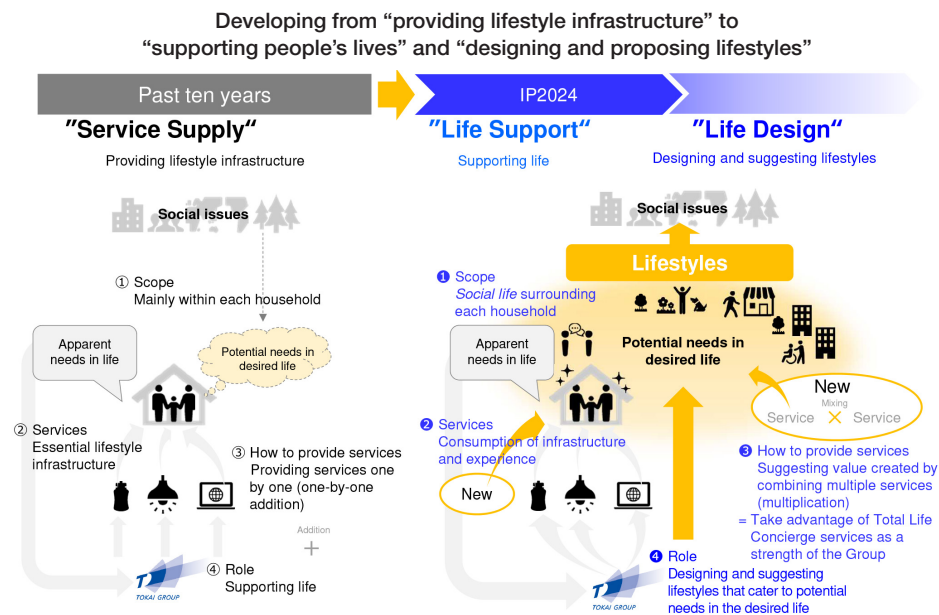 Developing from “providing lifestyle infrastructure” to
“supporting people’s lives” and “designing and proposing lifestyles”
Past ten years
IP2024
”Service Supply“
”Life Support“
”Life Design“
Providing lifestyle infrastructure
Supporting life
Designing and suggesting lifestyles
Social issues
① Scope
Mainly within each household
Apparent
needs in life
Potential needs in
desired life
② Services
Essential lifestyle
infrastructure
③ How to provide services
Providing services one
by one (one-by-one
addition)
Addition
+
④ Role
Supporting life
TOKAI GROUP
Social issues
Lifestyles
❶ Scope
Social life surrounding
each household
Apparent
needs in life
Potential needs in
desired life
New
Mixing
Service × Service
❷ Services
Consumption of infrastructure
and experience
New
❸ How to provide services
Suggesting value created by
combining multiple services
(multiplication)
= Take advantage of Total Life
Concierge services as a
strength of the Group
❹ Role
Designing and suggesting
lifestyles that cater to potential
needs in the desired life
TOKAI GROUP